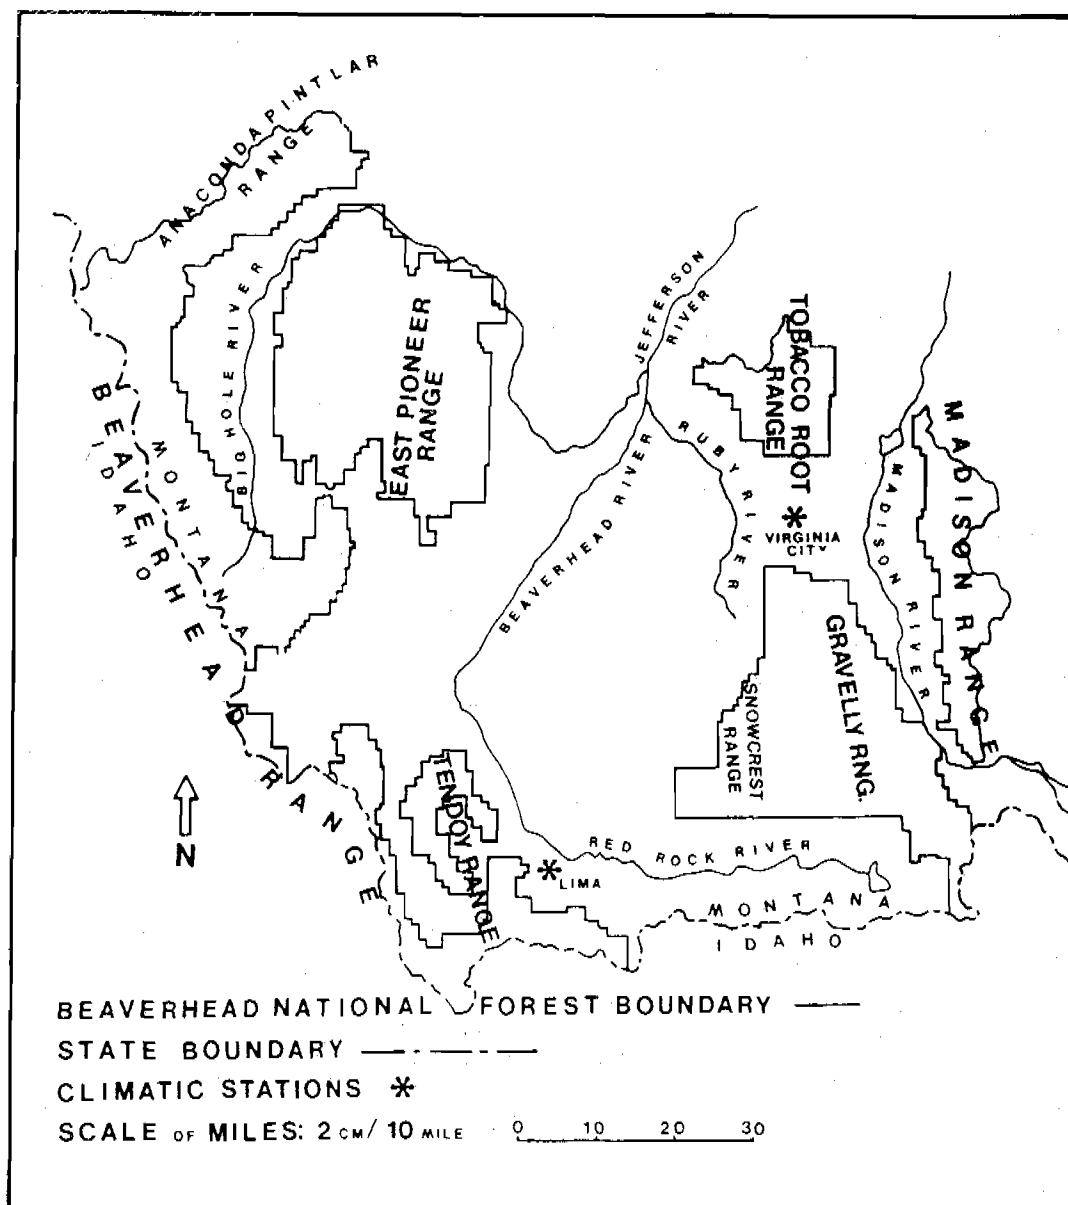 ANACONDA PINTLAR
RANGE
BIG HOLE RIVER
EAST PIONEER
RANGE
JEFFERSON
RIVER
TOBACCO ROOT
RANGE
BEAVERHEAD RANGE
MONTANA
IDAHO
BEAVERHEAD RIVER
RUBY RIVER
VIRGINIA
CITY
MADISON RIVER
MADISON RANGE
GRAVELLY RNG.
SNOWCREST
RANGE
TENDOY RANGE
N
RED ROCK RIVER
LIMA
MONTANA
IDAHO
BEAVERHEAD NATIONAL FOREST BOUNDARY
STATE BOUNDARY
CLIMATIC STATIONS
SCALE OF MILES: 2 CM/ 10 MILE
0 10 20 30